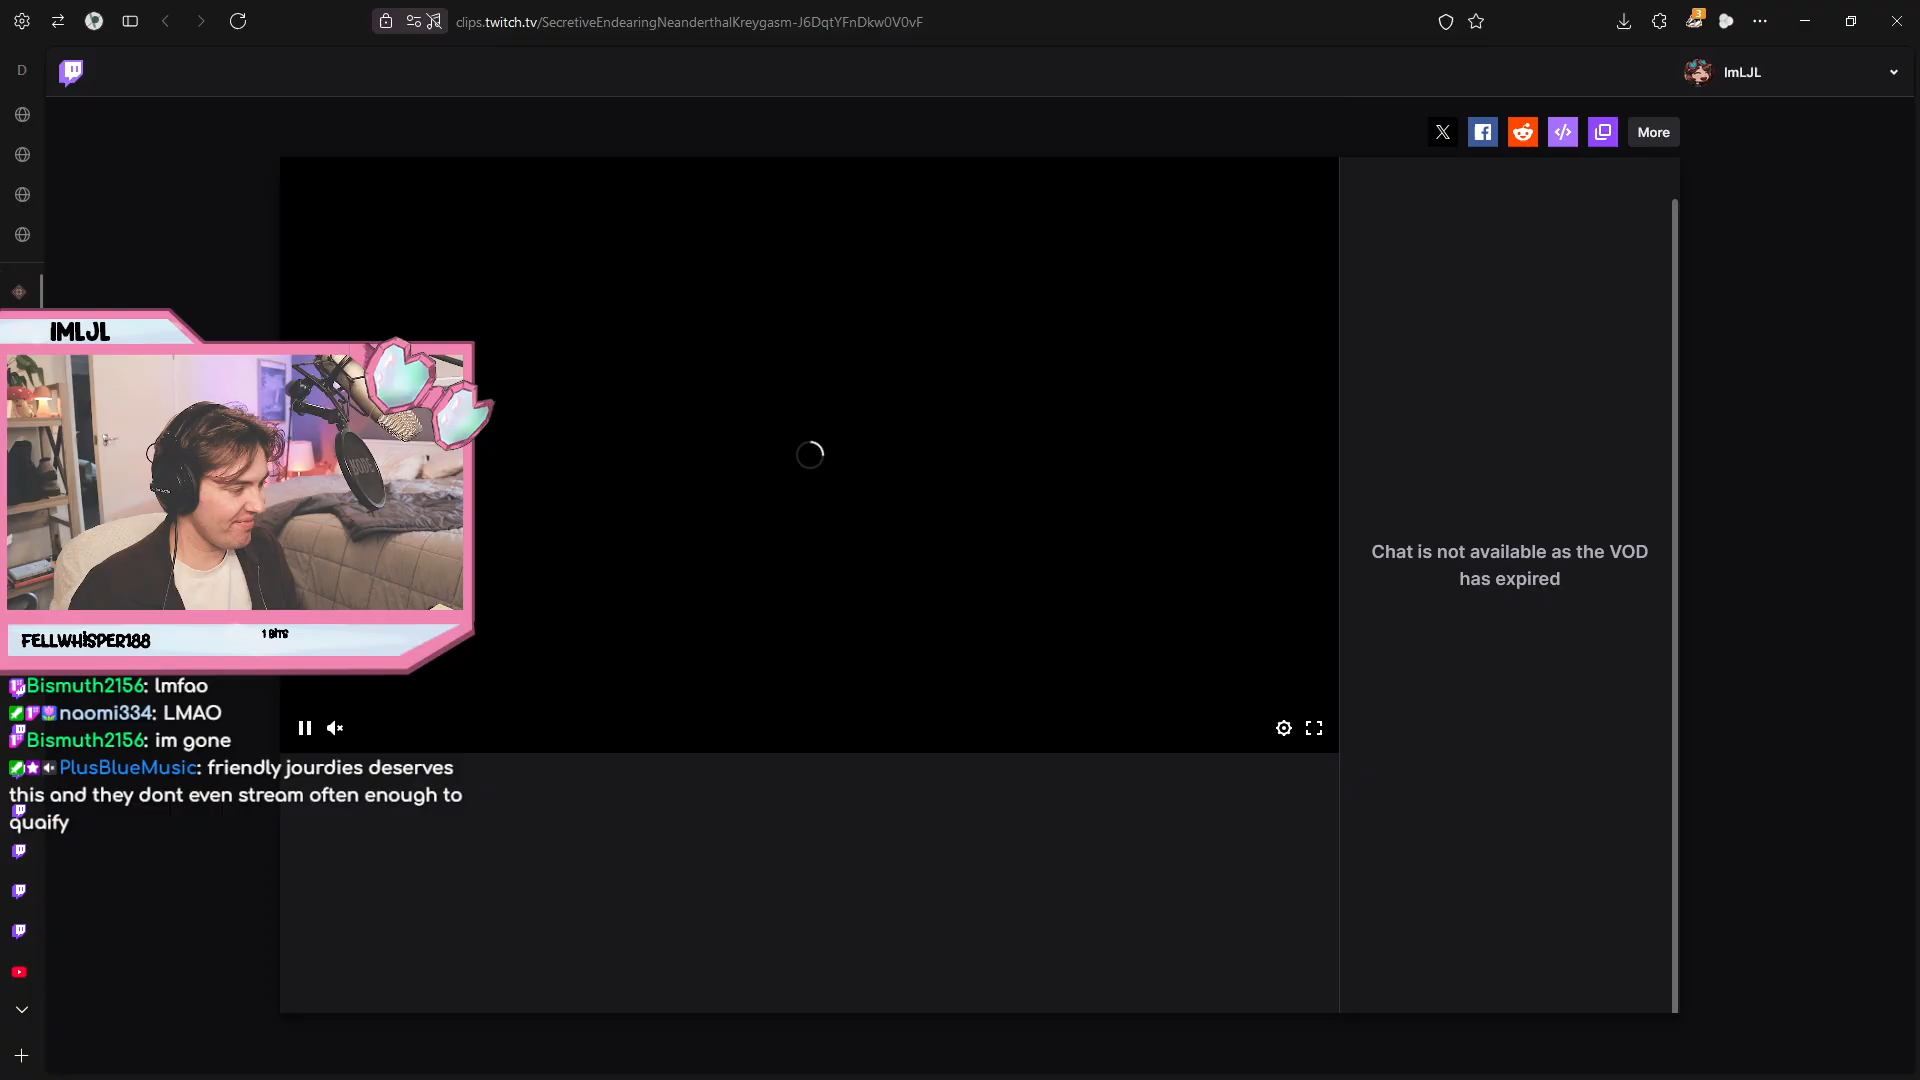 clips.twitch.tv/SecretiveEndearingNeanderthalKreygasm-J6DqtYFnDkw0V0vF
3
D
ImLJL
More
Chat is not available as the VOD
has expired
IMLJL
KODE
FELLWHISPER188
1 BITS
Bismuth2156: lmfao
naomi334: LMAO
Bismuth2156: im gone
PlusBlueMusic: friendly jourdies deserves
this and they dont even stream often enough to
quaify